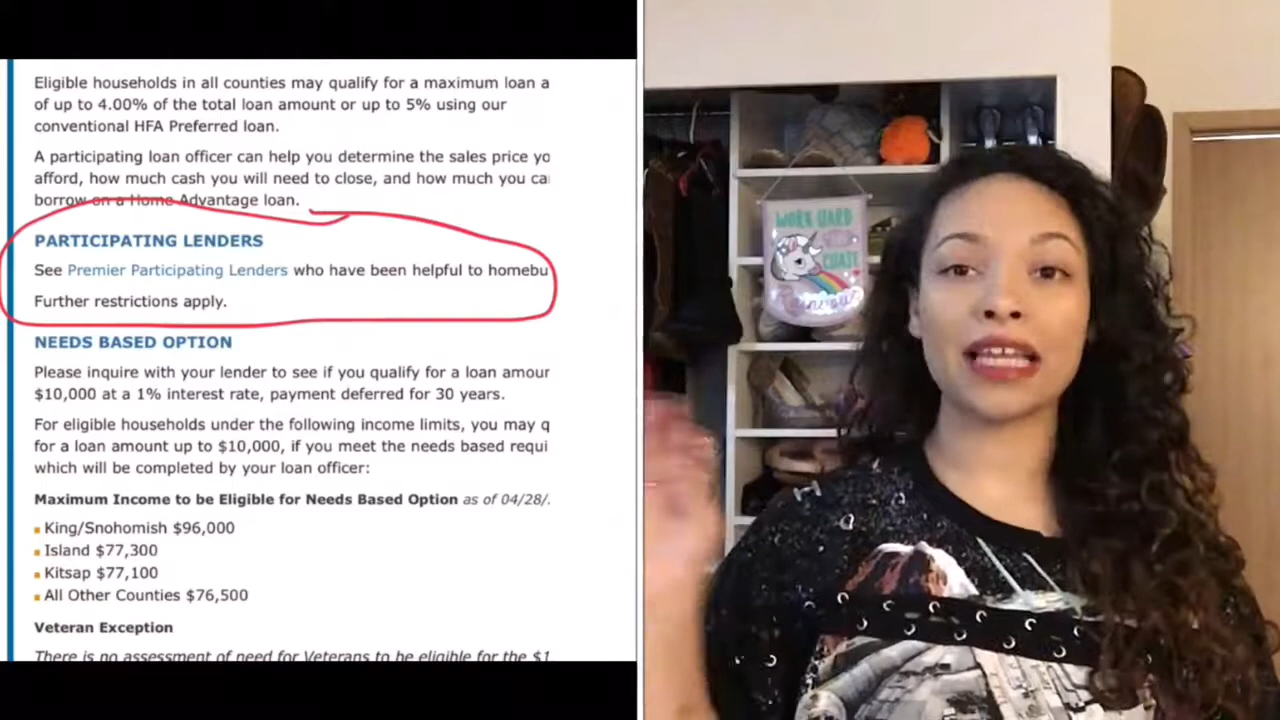 Eligible households in all counties may qualify for a maximum loan a
of up to 4.00% of the total loan amount or up to 5% using our
conventional HFA Preferred loan.
A participating loan officer can help you determine the sales price yo
afford, how much cash you will need to close, and how much you ca
borrow on a Home Advantage loan.
PARTICIPATING LENDERS
See Premier Participating Lenders who have been helpful to homebu
Further restrictions apply.
NEEDS BASED OPTION
Please inquire with your lender to see if you qualify for a loan amour
$10,000 at a 1% interest rate, payment deferred for 30 years.
For eligible households under the following income limits, you may q
for a loan amount up to $10,000, if you meet the needs based requi
which will be completed by your loan officer:
Maximum Income to be Eligible for Needs Based Option as of 04/28/
King/Snohomish $96,000
Island $77,300
Kitsap $77,100
All Other Counties $76,500
Veteran Exception
There is no assessment of need for Veterans to be eligible for the $1
WORK HARD
CHASE
Rainbows